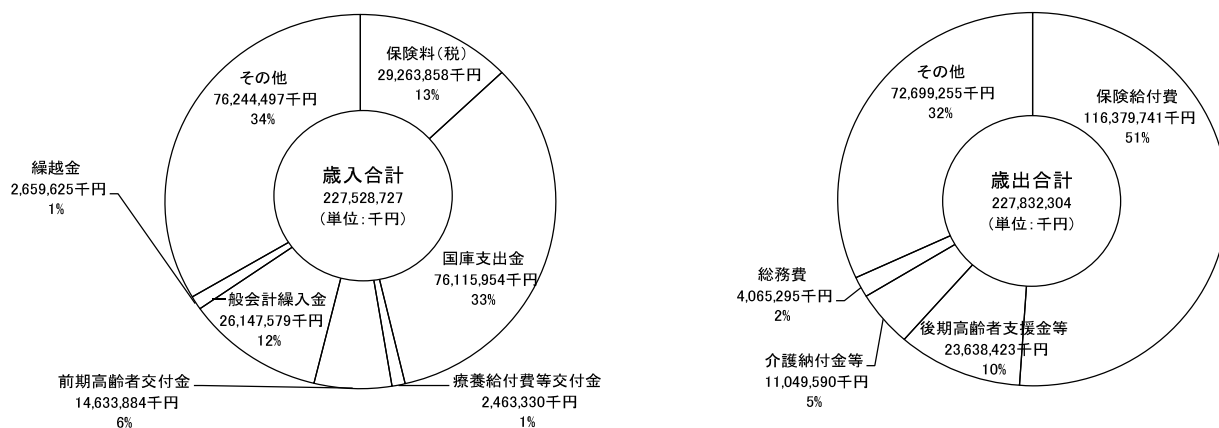 保険料(税)
29,263,858千円
13%
国庫支出金
76,115,954千円
33%
療養給付費等交付金
2,463,330千円
1%
前期高齢者交付金
14,633,884千円
6%
一般会計繰入金
26,147,579千円
12%
繰越金
2,659,625千円
1%
その他
76,244,497千円
34%
歳入合計
227,528,727
(単位:千円)
保険給付費
116,379,741千円
51%
後期高齢者支援金等
23,638,423千円
10%
介護納付金等
11,049,590千円
5%
総務費
4,065,295千円
2%
その他
72,699,255千円
32%
歳出合計
227,832,304
(単位:千円)